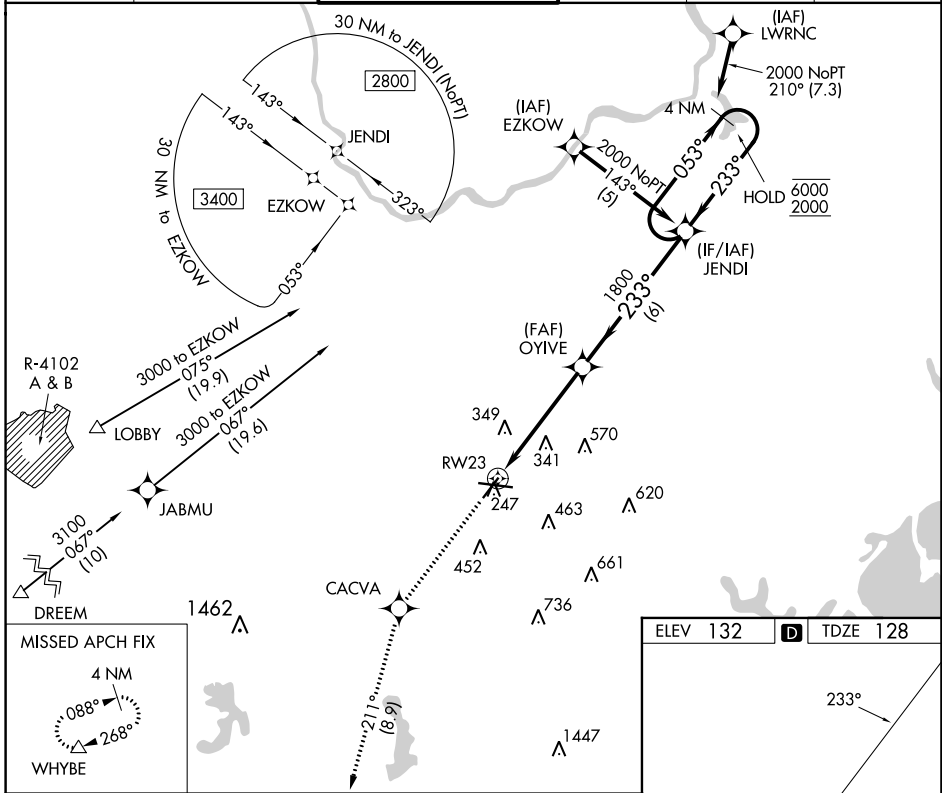 30 NM to JENDI (NoPT)
2800
143°
JENDI
323°
143°
30 NM to EZKOW
3400
EZKOW
053°
(IAF)
LWRNC
2000 NoPT
210° (7.3)
(IAF)
EZKOW
4 NM
2000 NoPT
143°
(5)
053°
233°
HOLD
6000
2000
(IF/IAF)
JENDI
1800
233°
(6)
(FAF)
OYIVE
R-4102
A & B
3000 to EZKOW
075°
(19.9)
LOBBY
3000 to EZKOW
067°
(19.6)
JABMU
3100
067°
(10)
DREEM
349
341
570
RW23
247
463
620
452
661
CACVA
736
1462
211°
(8.9)
1447
MISSED APCH FIX
4 NM
088°
268°
WHYBE
ELEV 132 D TDZE 128
233°